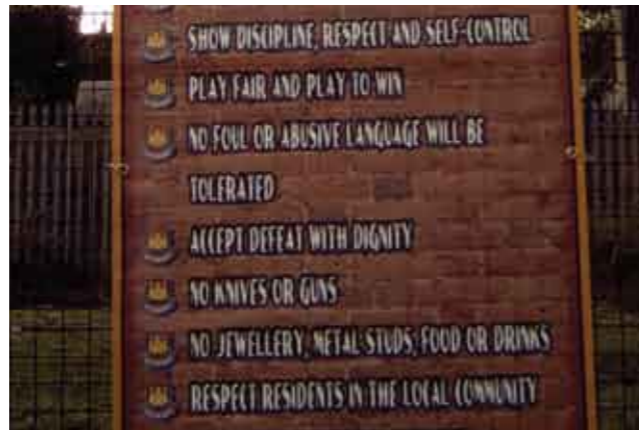 SHOW DISCIPLINE, RESPECT AND SELF-CONTROL
PLAY FAIR AND PLAY TO WIN
NO FOUL OR ABUSIVE LANGUAGE WILL BE
TOLERATED
ACCEPT DEFEAT WITH DIGNITY
NO KNIVES OR GUNS
NO JEWELLERY, METAL STUDS, FOOD OR DRINKS
RESPECT RESIDENTS IN THE LOCAL COMMUNITY